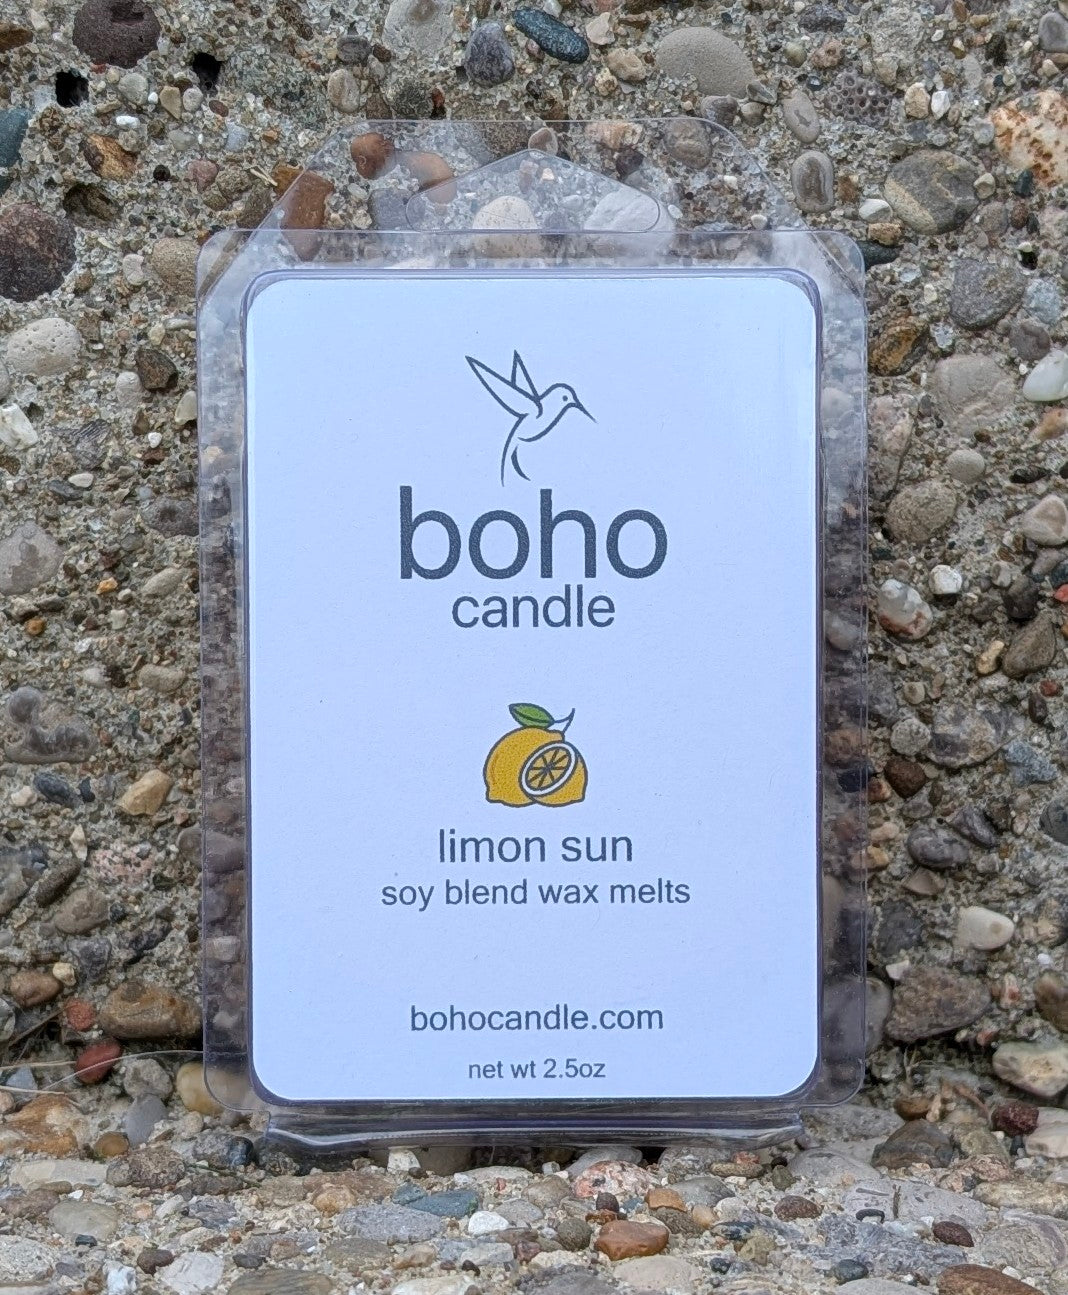 boho
candle
limon sun
soy blend wax melts
bohocandle.com
net wt 2.5oz